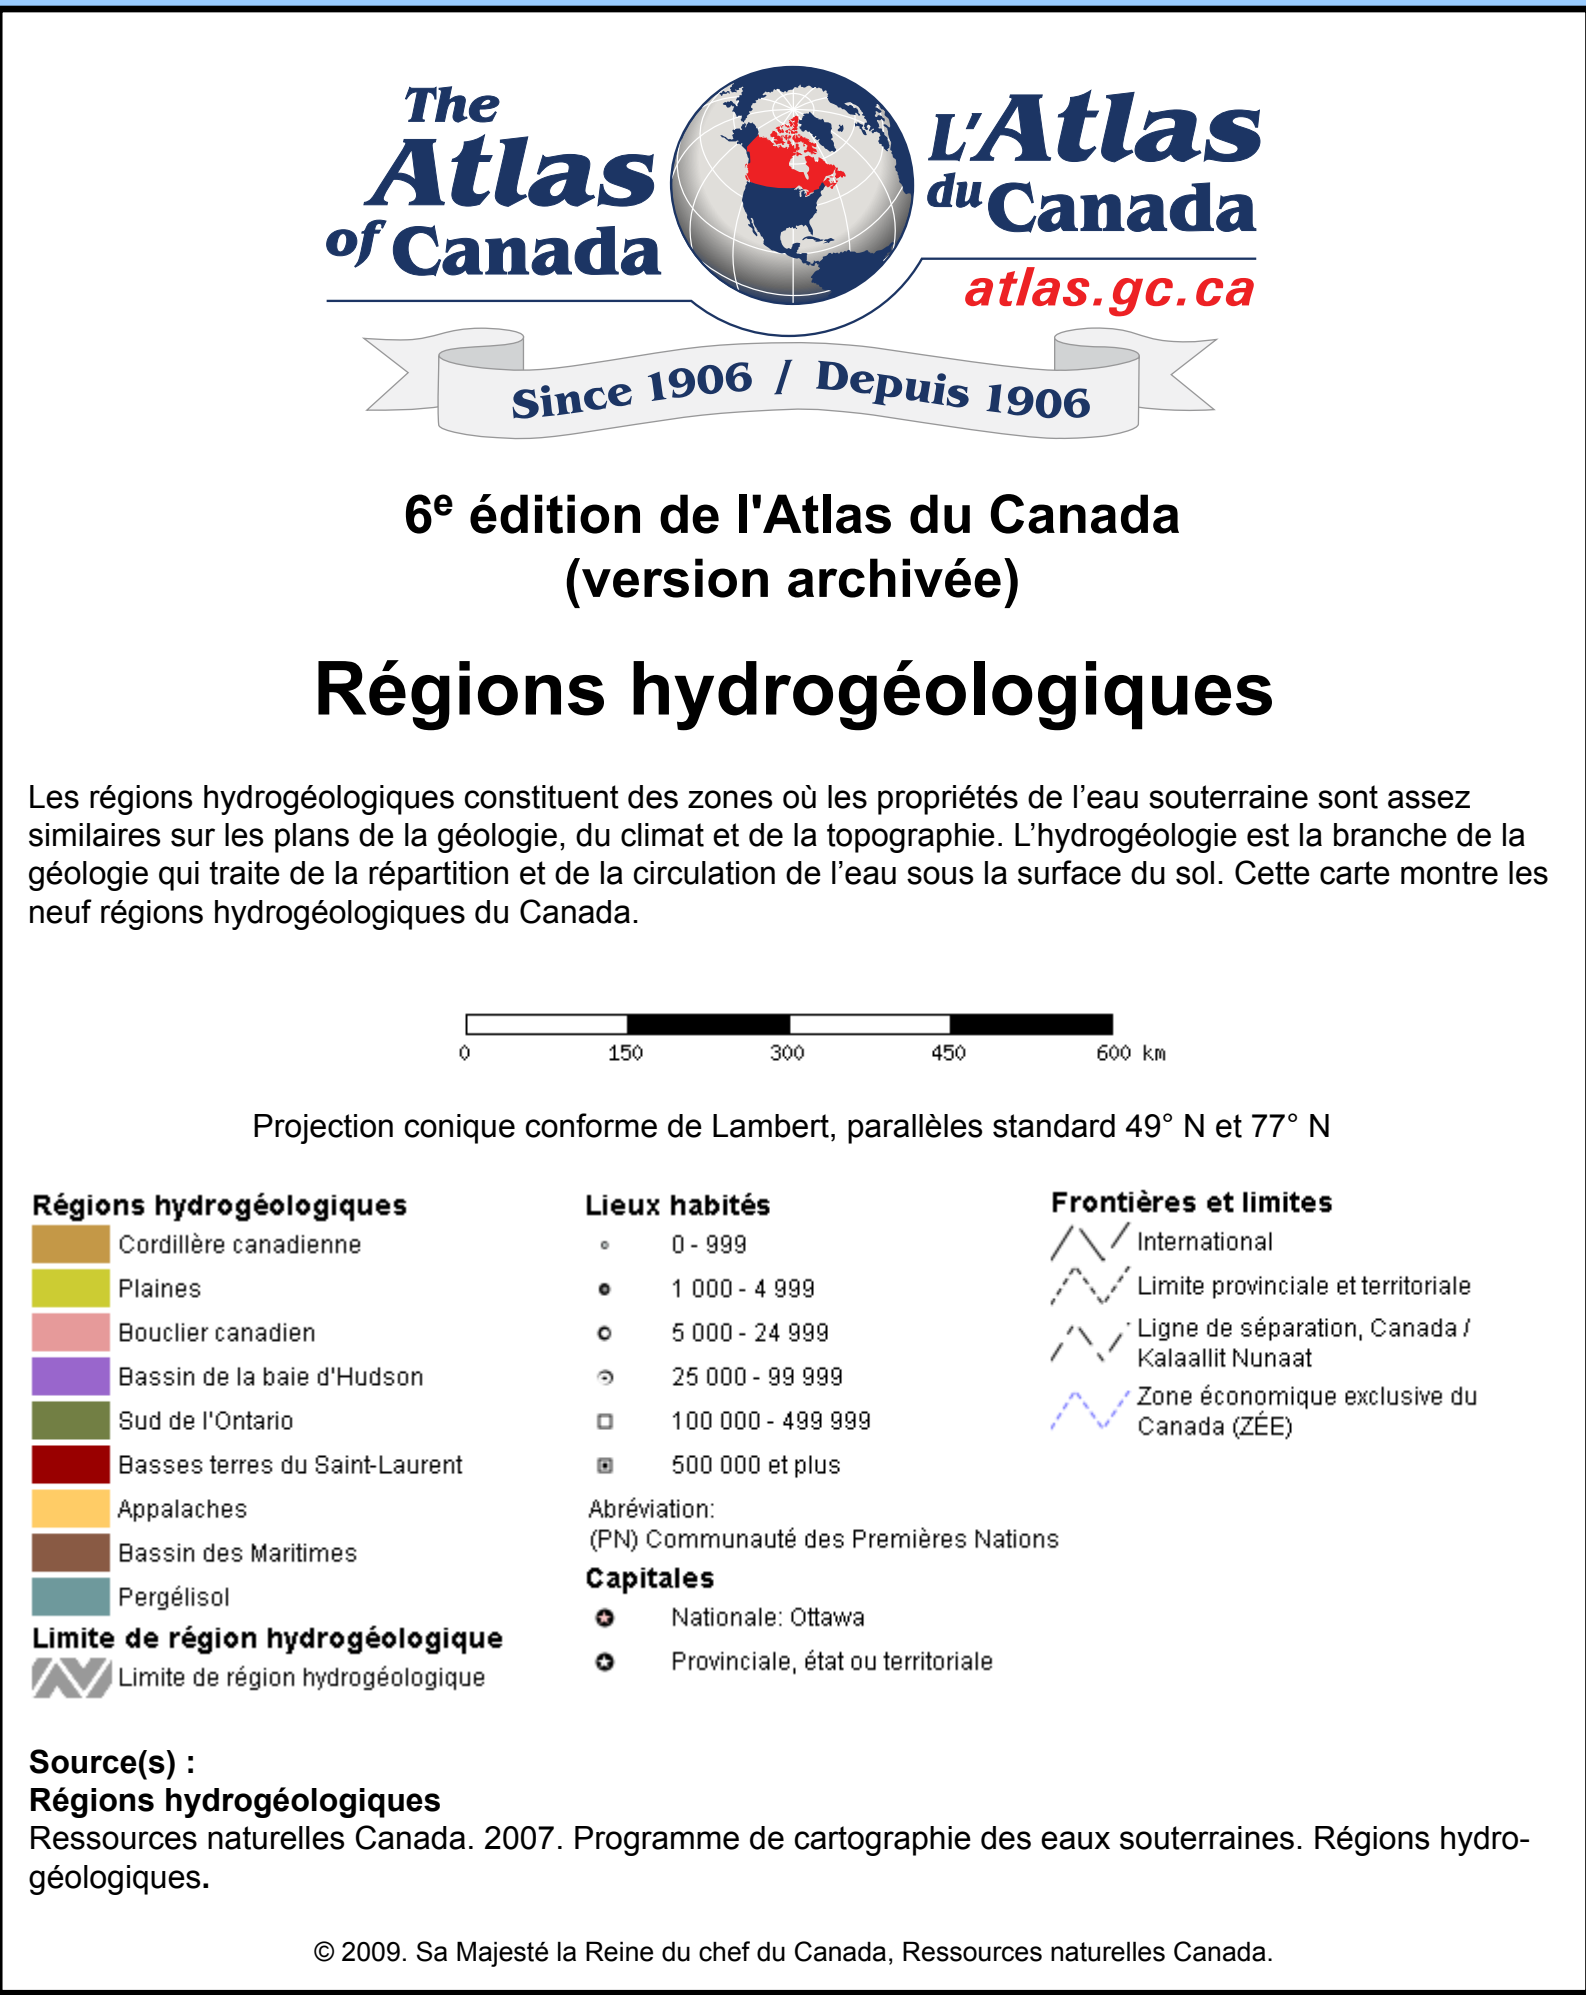 The
Atlas
of Canada
L'Atlas
du Canada
atlas.gc.ca
Since 1906 / Depuis 1906
6e édition de l'Atlas du Canada
(version archivée)
Régions hydrogéologiques
Les régions hydrogéologiques constituent des zones où les propriétés de l’eau souterraine sont assez
similaires sur les plans de la géologie, du climat et de la topographie. L’hydrogéologie est la branche de la
géologie qui traite de la répartition et de la circulation de l’eau sous la surface du sol. Cette carte montre les
neuf régions hydrogéologiques du Canada.
0 150 300 450 600 km
Projection conique conforme de Lambert, parallèles standard 49° N et 77° N
Régions hydrogéologiques
Cordillère canadienne
Plaines
Bouclier canadien
Bassin de la baie d'Hudson
Sud de l'Ontario
Basses terres du Saint-Laurent
Appalaches
Bassin des Maritimes
Pergélisol
Limite de région hydrogéologique
Limite de région hydrogéologique
Lieux habités
0 - 999
1 000 - 4 999
5 000 - 24 999
25 000 - 99 999
100 000 - 499 999
500 000 et plus
Abréviation:
(PN) Communauté des Premières Nations
Capitales
Nationale: Ottawa
Provinciale, état ou territoriale
Frontières et limites
International
Limite provinciale et territoriale
Ligne de séparation, Canada /
Kalaallit Nunaat
Zone économique exclusive du
Canada (ZÉE)
Source(s) :
Régions hydrogéologiques
Ressources naturelles Canada. 2007. Programme de cartographie des eaux souterraines. Régions hydro-
géologiques.
© 2009. Sa Majesté la Reine du chef du Canada, Ressources naturelles Canada.